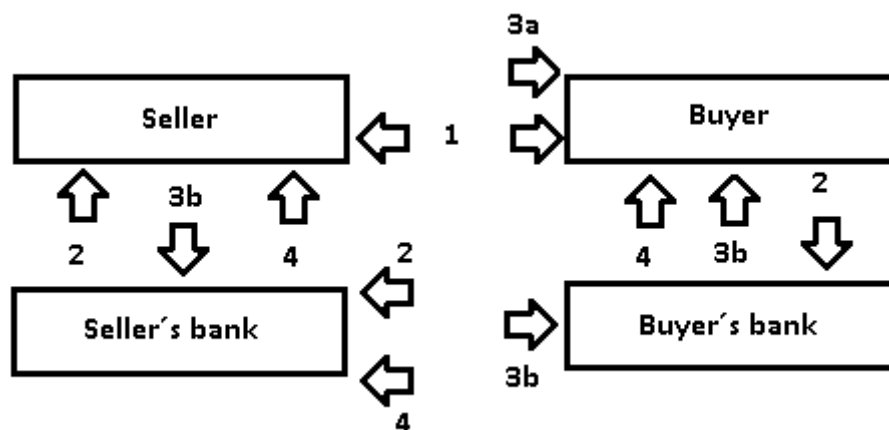 3a
Seller
1
Buyer
2
3b
4
2
4
3b
2
Seller´s bank
3b
Buyer´s bank
4